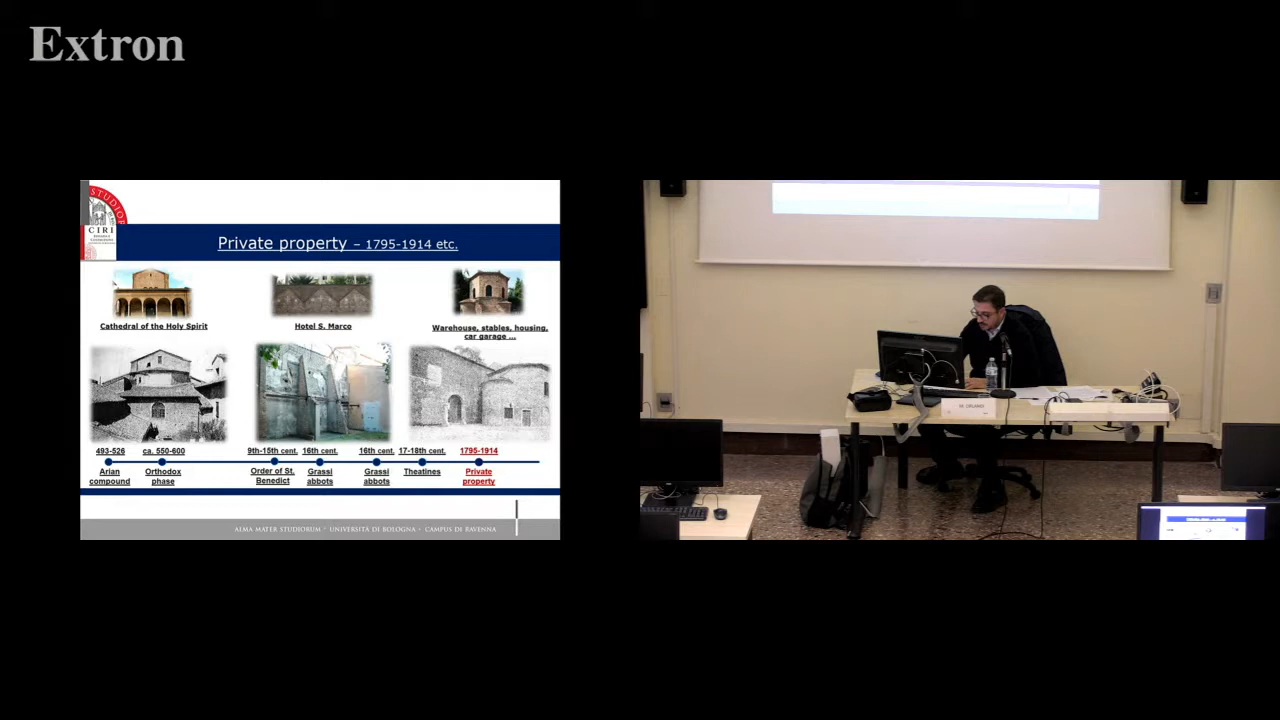 Extron
STUDIOR
CIRI
Private property – 1795-1914 etc.
Cathedral of the Holy Spirit
Hotel S. Marco
Warehouse, stables, housing,
car garage ...
493-526
ca. 550-600
9th-15th cent.
16th cent.
16th cent.
17-18th cent.
1795-1914
Arian
compound
Orthodox
phase
Order of St.
Benedict
Grassi
abbots
Grassi
abbots
Theatines
Private
property
ALMA MATER STUDIORUM - UNIVERSITÀ DI BOLOGNA - CAMPUS DI RAVENNA
M. ORLANDI